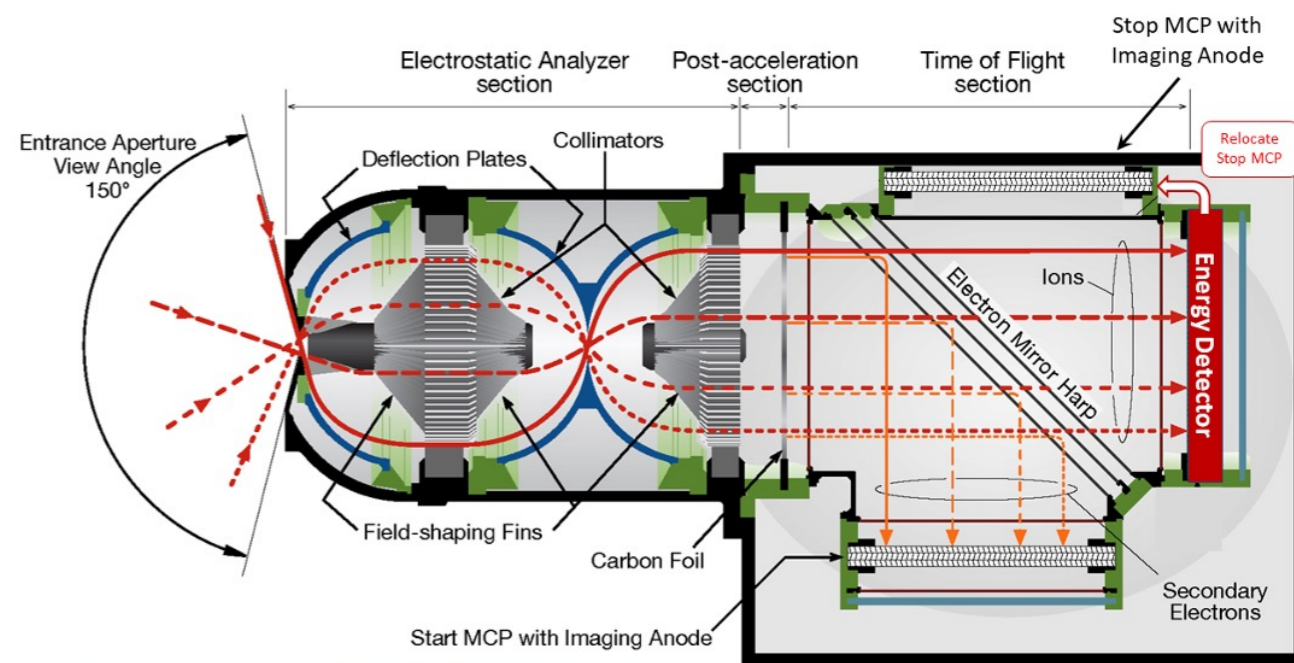 Stop MCP with
Imaging Anode
Electrostatic Analyzer
section
Post-acceleration
section
Time of Flight
section
Relocate
Stop MCP
Entrance Aperture
View Angle
150°
Deflection Plates
Collimators
Ions
Electron Mirror Harp
Energy Detector
Field-shaping Fins
Carbon Foil
Secondary
Electrons
Start MCP with Imaging Anode